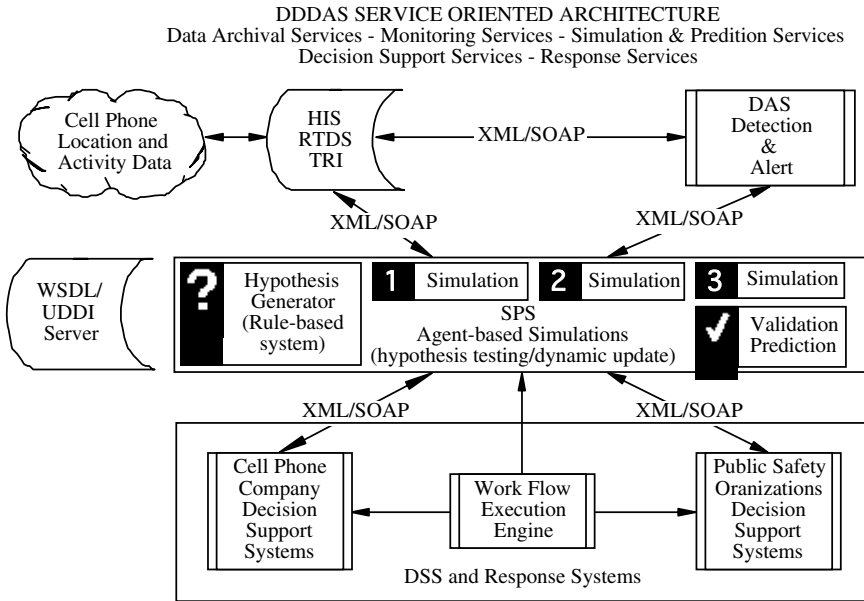 DDDAS SERVICE ORIENTED ARCHITECTURE
Data Archival Services - Monitoring Services - Simulation & Predition Services
Decision Support Services - Response Services
Cell Phone
Location and
Activity Data
HIS
RTDS
TRI
XML/SOAP
DAS
Detection
&
Alert
XML/SOAP
XML/SOAP
WSDL/
UDDI
Server
?
Hypothesis
Generator
(Rule-based
system)
1 Simulation
2 Simulation
3 Simulation
SPS
Agent-based Simulations
(hypothesis testing/dynamic update)
Validation
Prediction
XML/SOAP
XML/SOAP
Cell Phone
Company
Decision
Support
Systems
Work Flow
Execution
Engine
Public Safety
Oranizations
Decision
Support
Systems
DSS and Response Systems